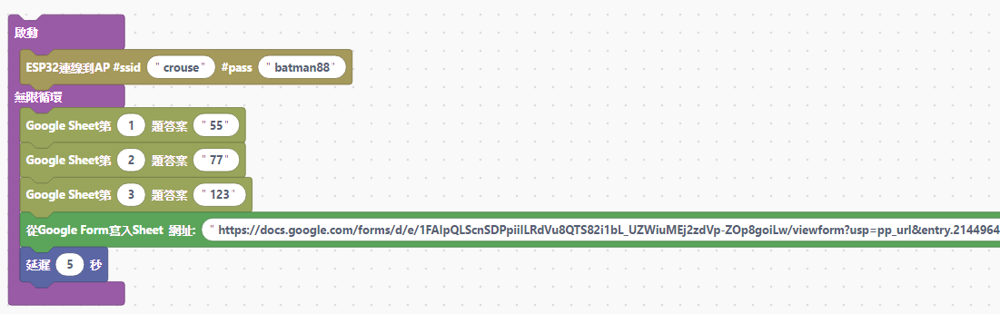 啟動
ESP32連線到AP #ssid " crouse " #pass " batman88 "
無限循環
Google Sheet第 1 題答案 " 55 "
Google Sheet第 2 題答案 " 77 "
Google Sheet第 3 題答案 " 123 "
從Google Form寫入Sheet 網址: " https://docs.google.com/forms/d/e/1FAIpQLScnSDPpiiILRdVu8QTS82i1bL_UZWiuMEj2zdVp-ZOp8goiLw/viewform?usp=pp_url&entry.2144964
延遲 5 秒